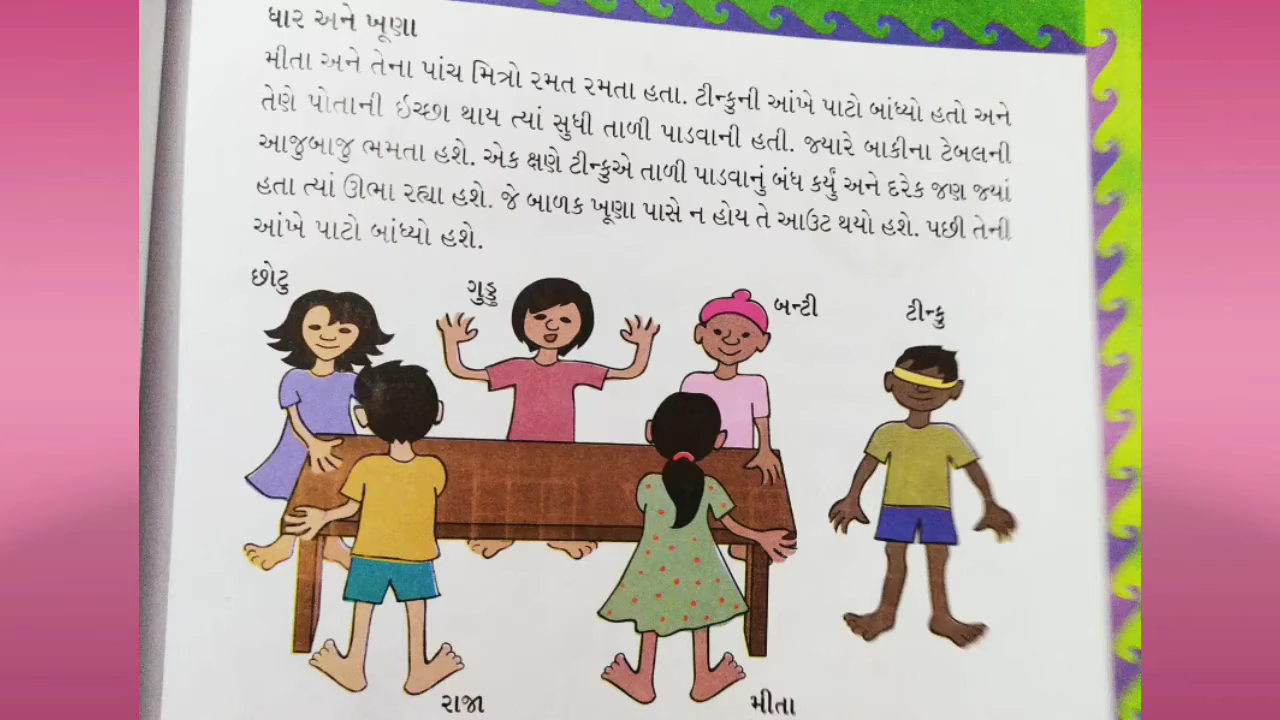 ધાર અને ખૂણા
મીતા અને તેના પાંચ મિત્રો રમત રમતા હતા. ટીન્કુની આંખે પાટો બાંધ્યો હતો અને
તેણે પોતાની ઈચ્છા થાય ત્યાં સુધી તાળી પાડવાની હતી. જ્યારે બાકીના ટેબલની
આજુબાજુ ભમતા હશે. એક ક્ષણે ટીન્કુએ તાળી પાડવાનું બંધ કર્યું અને દરેક જણ જ્યાં
હતા ત્યાં ઊભા રહ્યા હશે. જે બાળક ખૂણા પાસે ન હોય તે આઉટ થયો હશે. પછી તેની
આંખે પાટો બાંધ્યો હશે.
છોટુ
ગુડ્ડુ
બન્ટી
ટીન્કુ
રાજા
મીતા